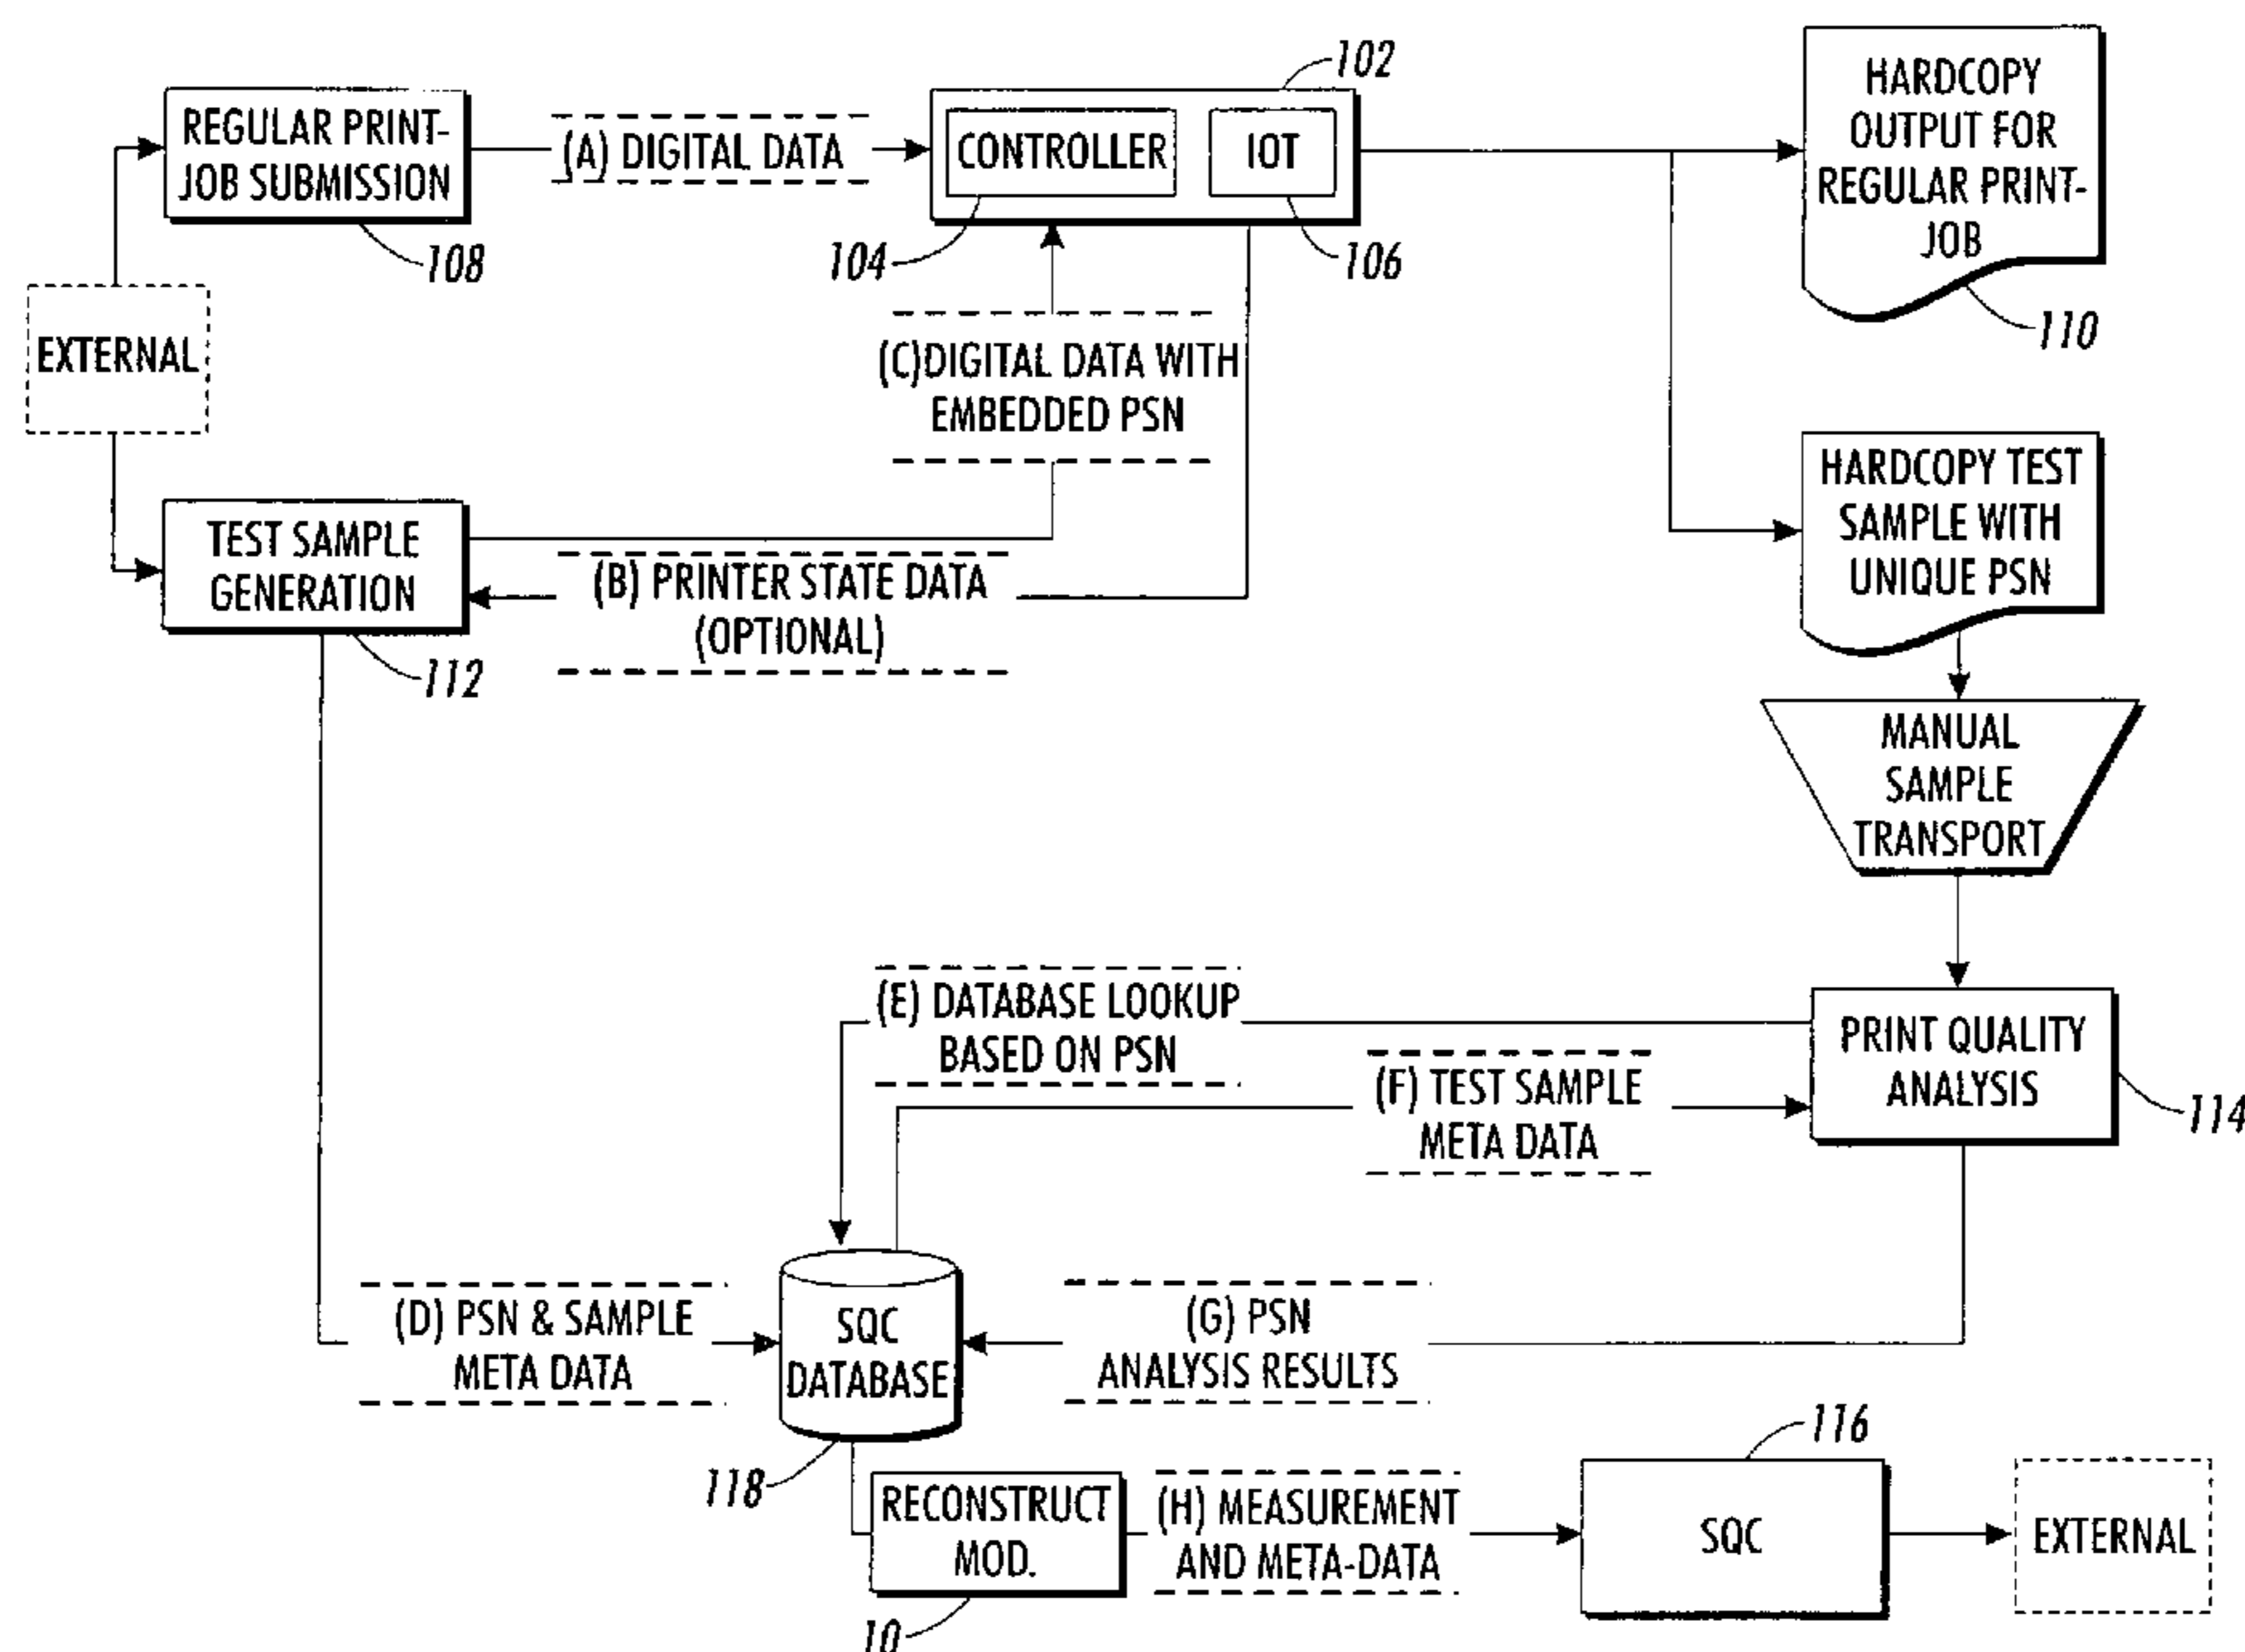 102
REGULAR PRINT-
JOB SUBMISSION
108
(A) DIGITAL DATA
CONTROLLER
IOT
104
106
HARDCOPY
OUTPUT FOR
REGULAR PRINT-
JOB
110
EXTERNAL
(C)DIGITAL DATA WITH
EMBEDDED PSN
HARDCOPY TEST
SAMPLE WITH
UNIQUE PSN
TEST SAMPLE
GENERATION
112
(B) PRINTER STATE DATA
(OPTIONAL)
MANUAL
SAMPLE
TRANSPORT
(E) DATABASE LOOKUP
BASED ON PSN
PRINT QUALITY
ANALYSIS
114
(F) TEST SAMPLE
META DATA
(D) PSN & SAMPLE
META DATA
SQC
DATABASE
118
(G) PSN
ANALYSIS RESULTS
RECONSTRUCT
MOD.
10
(H) MEASUREMENT
AND META-DATA
116
SQC
EXTERNAL